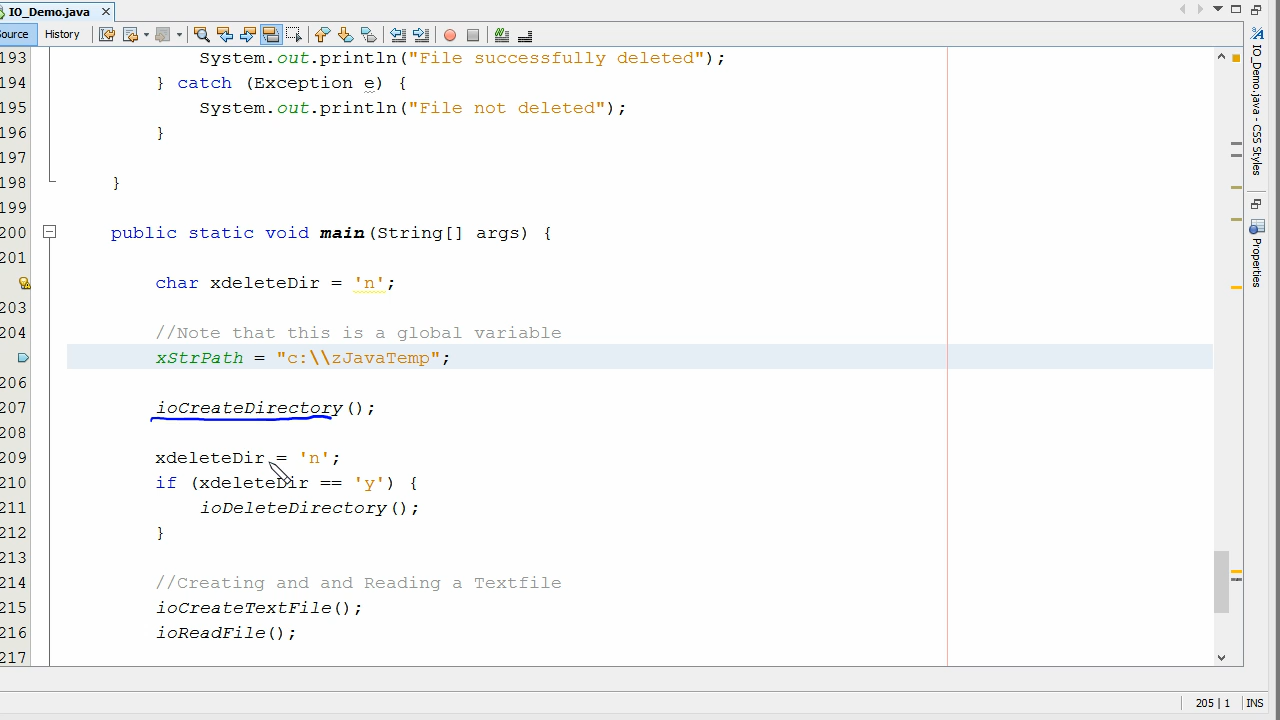 IO_Demo.java
Source History
193 System.out.println("File successfully deleted");
194 } catch (Exception e) {
195 System.out.println("File not deleted");
196 }
197
198 }
199
200 public static void main(String[] args) {
201
char xdeleteDir = 'n';
203
204 //Note that this is a global variable
xStrPath = "c:\\zJavaTemp";
206
207 ioCreateDirectory();
208
209 xdeleteDir = 'n';
210 if (xdeleteDir == 'y') {
211 ioDeleteDirectory();
212 }
213
214 //Creating and and Reading a Textfile
215 ioCreateTextFile();
216 ioReadFile();
217
IO_Demo.java - CSS Styles
Properties
205 | 1 INS